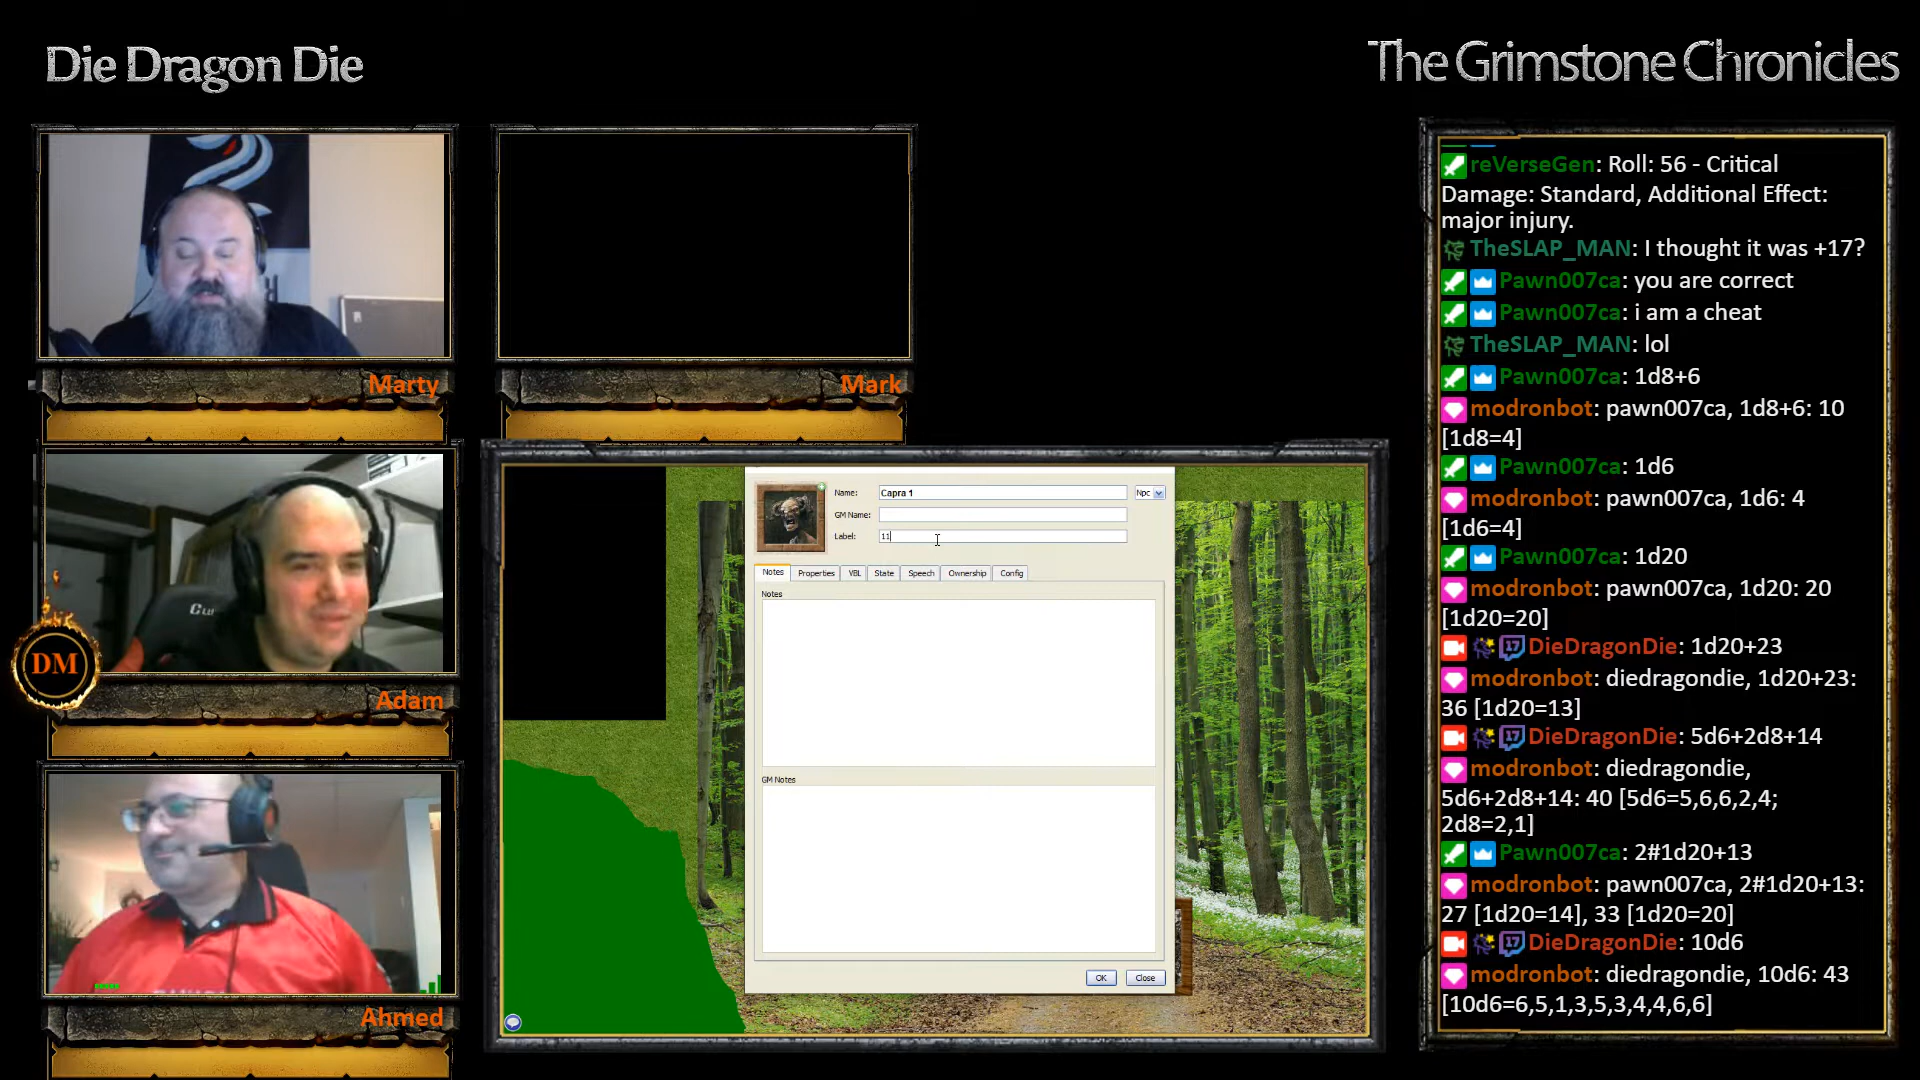 Die Dragon Die
The Grimstone Chronicles
Marty
Mark
DM
Adam
Ahmed
Name:
Capra 1
Npc
GM Name:
Label:
11
Notes
Properties
VBL
State
Speech
Ownership
Config
Notes
GM Notes
OK
Close
reVerseGen: Roll: 56 - Critical
Damage: Standard, Additional Effect:
major injury.
TheSLAP_MAN: I thought it was +17?
Pawn007ca: you are correct
Pawn007ca: i am a cheat
TheSLAP_MAN: lol
Pawn007ca: 1d8+6
modronbot: pawn007ca, 1d8+6: 10
[1d8=4]
Pawn007ca: 1d6
modronbot: pawn007ca, 1d6: 4
[1d6=4]
Pawn007ca: 1d20
modronbot: pawn007ca, 1d20: 20
[1d20=20]
17 DieDragonDie: 1d20+23
modronbot: diedragondie, 1d20+23:
36 [1d20=13]
17 DieDragonDie: 5d6+2d8+14
modronbot: diedragondie,
5d6+2d8+14: 40 [5d6=5,6,6,2,4;
2d8=2,1]
Pawn007ca: 2#1d20+13
modronbot: pawn007ca, 2#1d20+13:
27 [1d20=14], 33 [1d20=20]
17 DieDragonDie: 10d6
modronbot: diedragondie, 10d6: 43
[10d6=6,5,1,3,5,3,4,4,6,6]